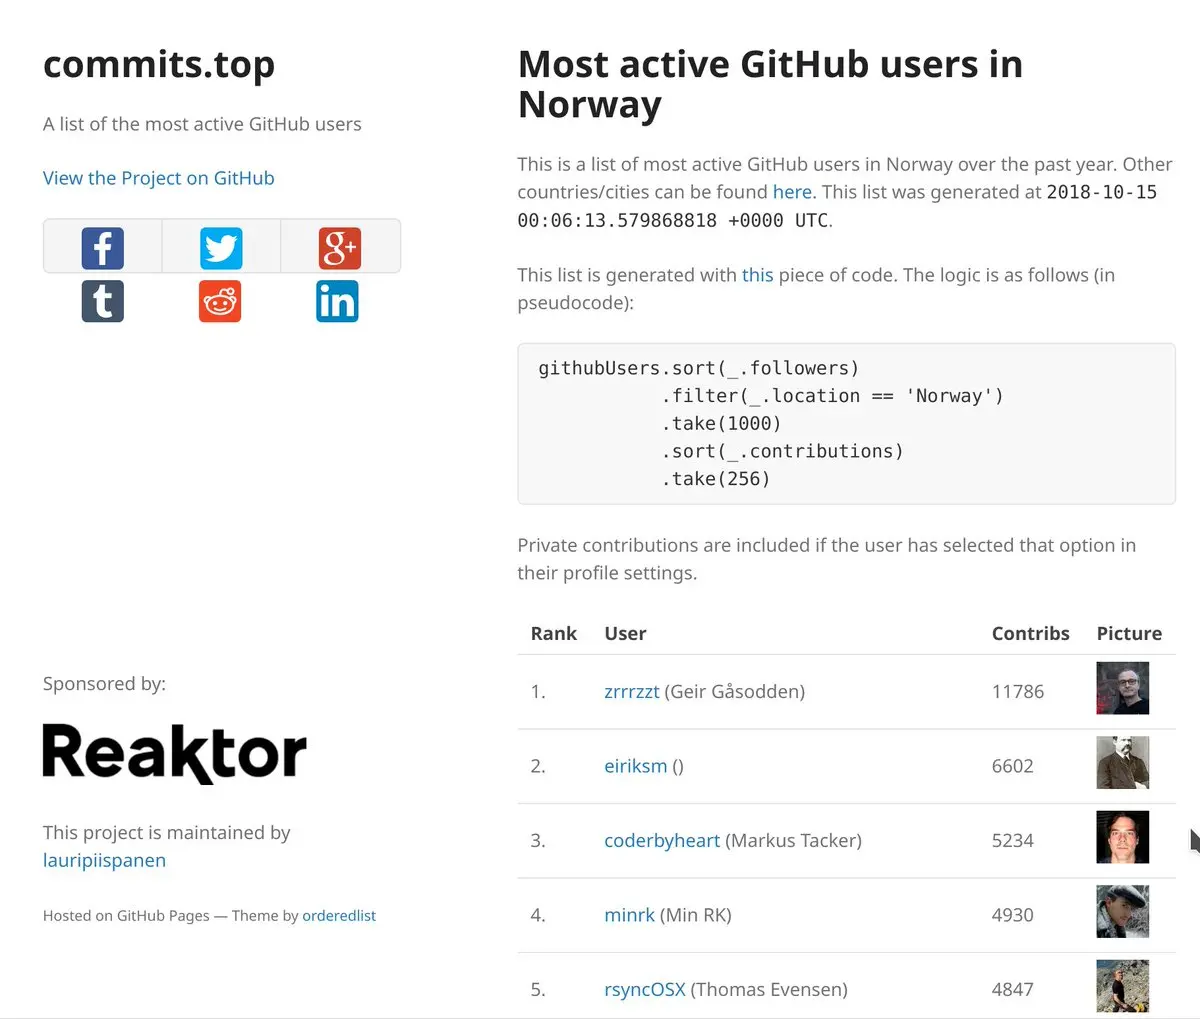 commits.top
A list of the most active GitHub users
View the Project on GitHub
Sponsored by:
Reaktor
This project is maintained by
lauripiispanen
Hosted on GitHub Pages — Theme by orderedlist
Most active GitHub users in
Norway
This is a list of most active GitHub users in Norway over the past year. Other
countries/cities can be found here. This list was generated at 2018-10-15
00:06:13.579868818 +0000 UTC.
This list is generated with this piece of code. The logic is as follows (in
pseudocode):
githubUsers.sort(_.followers)
.filter(_.location == 'Norway')
.take(1000)
.sort(_.contributions)
.take(256)
Private contributions are included if the user has selected that option in
their profile settings.
Rank User Contribs Picture
1. zrrrzzt (Geir Gåsodden) 11786
2. eiriksm () 6602
3. coderbyheart (Markus Tacker) 5234
4. minrk (Min RK) 4930
5. rsyncOSX (Thomas Evensen) 4847